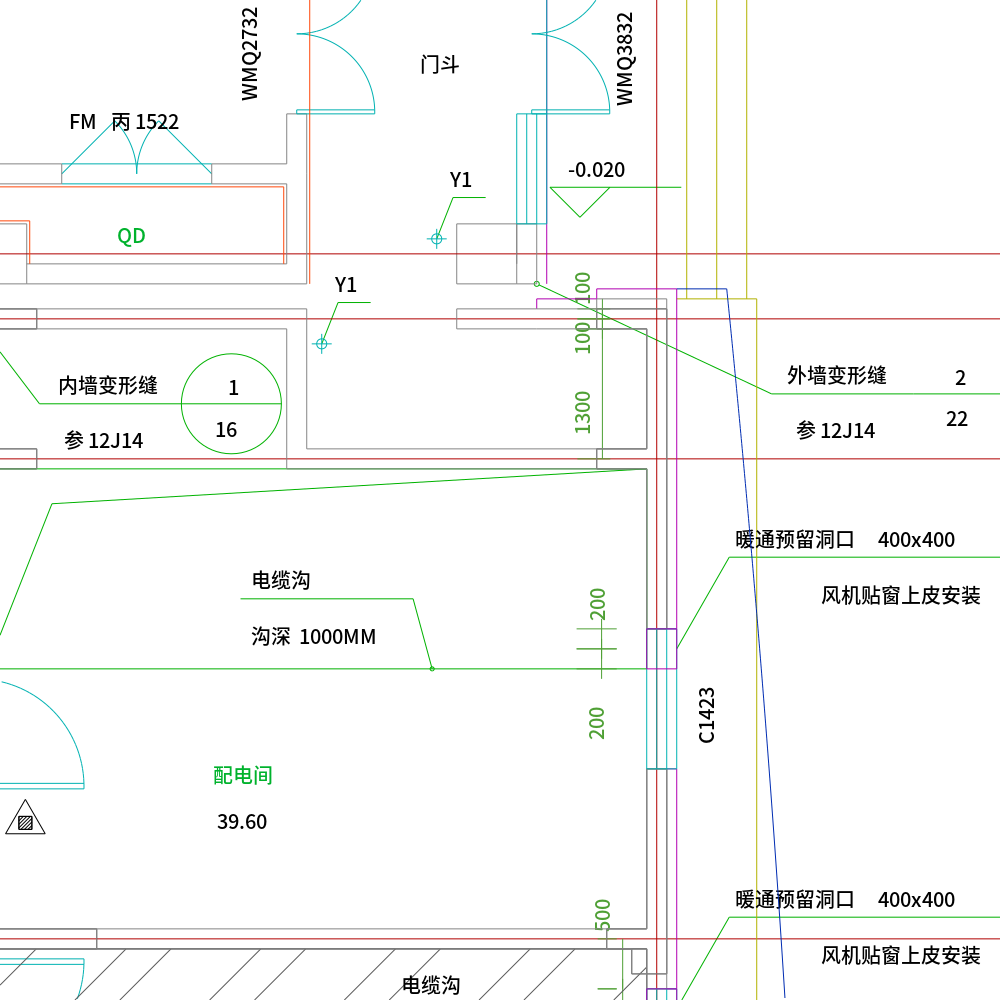 WMQ2732
WMQ3832
门斗
FM 丙 1522
-0.020
Y1
QD
Y1
100
100
内墙变形缝 1
参 12J14 16
1300
外墙变形缝 2
参 12J14 22
暖通预留洞口 400x400
风机贴窗上皮安装
电缆沟
沟深 1000MM
200
200
C1423
配电间
39.60
500
暖通预留洞口 400x400
风机贴窗上皮安装
电缆沟